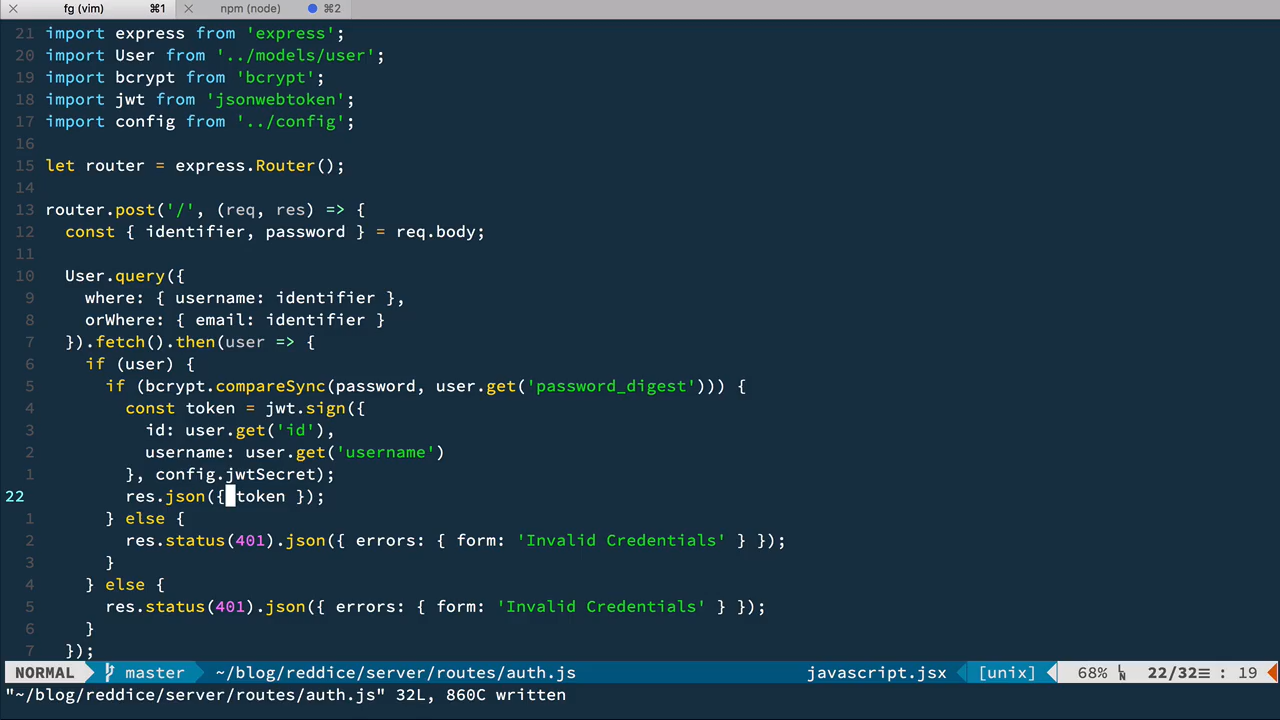 fg (vim) ⌘1 npm (node) ⌘2
21 import express from 'express';
20 import User from '../models/user';
19 import bcrypt from 'bcrypt';
18 import jwt from 'jsonwebtoken';
17 import config from '../config';
16
15 let router = express.Router();
14
13 router.post('/', (req, res) => {
12   const { identifier, password } = req.body;
11
10   User.query({
9     where: { username: identifier },
8     orWhere: { email: identifier }
7   }).fetch().then(user => {
6     if (user) {
5       if (bcrypt.compareSync(password, user.get('password_digest'))) {
4         const token = jwt.sign({
3           id: user.get('id'),
2           username: user.get('username')
1         }, config.jwtSecret);
22         res.json({ token });
1       } else {
2         res.status(401).json({ errors: { form: 'Invalid Credentials' } });
3       }
4     } else {
5       res.status(401).json({ errors: { form: 'Invalid Credentials' } });
6     }
7   });
NORMAL master ~/blog/reddice/server/routes/auth.js javascript.jsx [unix] 68% ␤ 22/32≡ : 19
"~/blog/reddice/server/routes/auth.js" 32L, 860C written